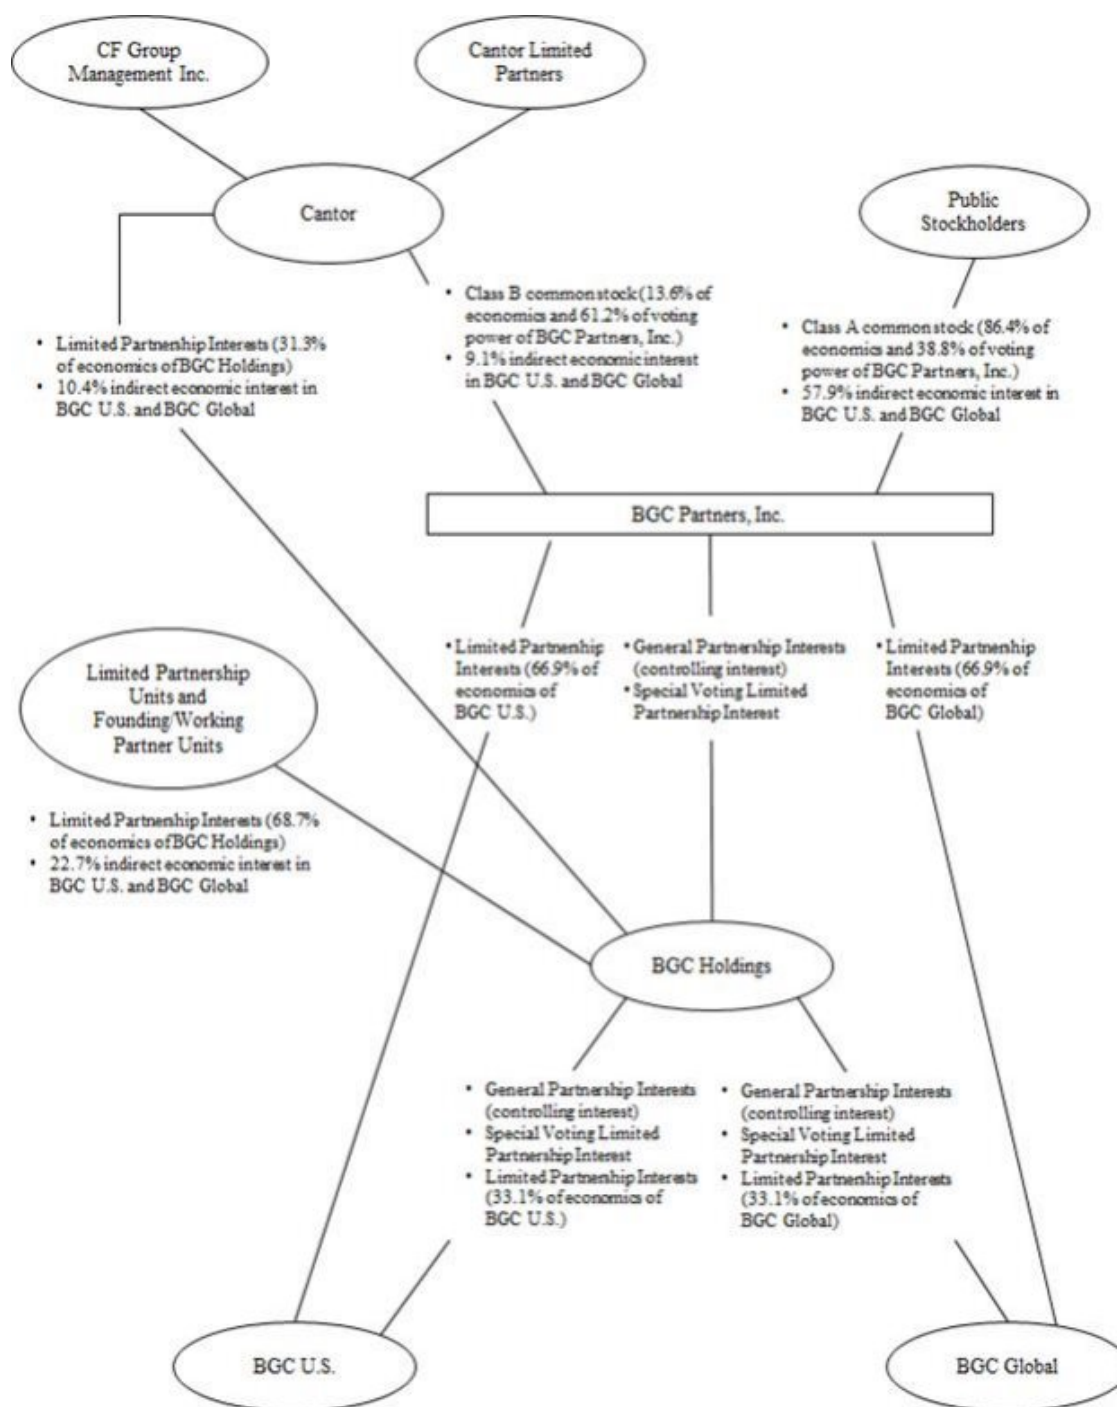 CF Group
Management Inc.
Cantor Limited
Partners
Cantor
Public
Stockholders
• Class B common stock (13.6% of
economics and 61.2% of voting
power of BGC Partners, Inc.)
• 9.1% indirect economic interest
in BGC U.S. and BGC Global
• Class A common stock (86.4% of
economics and 38.8% of voting
power of BGC Partners, Inc.)
• 57.9% indirect economic interest in
BGC U.S. and BGC Global
• Limited Partnership Interests (31.3%
of economics of BGC Holdings)
• 10.4% indirect economic interest in
BGC U.S. and BGC Global
BGC Partners, Inc.
• Limited Partnership
Interests (66.9% of
economics of
BGC U.S.)
• General Partnership Interests
(controlling interest)
• Special Voting Limited
Partnership Interest
• Limited Partnership
Interests (66.9% of
economics of
BGC Global)
Limited Partnership
Units and
Founding/Working
Partner Units
• Limited Partnership Interests (68.7%
of economics of BGC Holdings)
• 22.7% indirect economic interest in
BGC U.S. and BGC Global
BGC Holdings
• General Partnership Interests
(controlling interest)
• Special Voting Limited
Partnership Interest
• Limited Partnership Interests
(33.1% of economics of
BGC U.S.)
• General Partnership Interests
(controlling interest)
• Special Voting Limited
Partnership Interest
• Limited Partnership Interests
(33.1% of economics of
BGC Global)
BGC U.S.
BGC Global